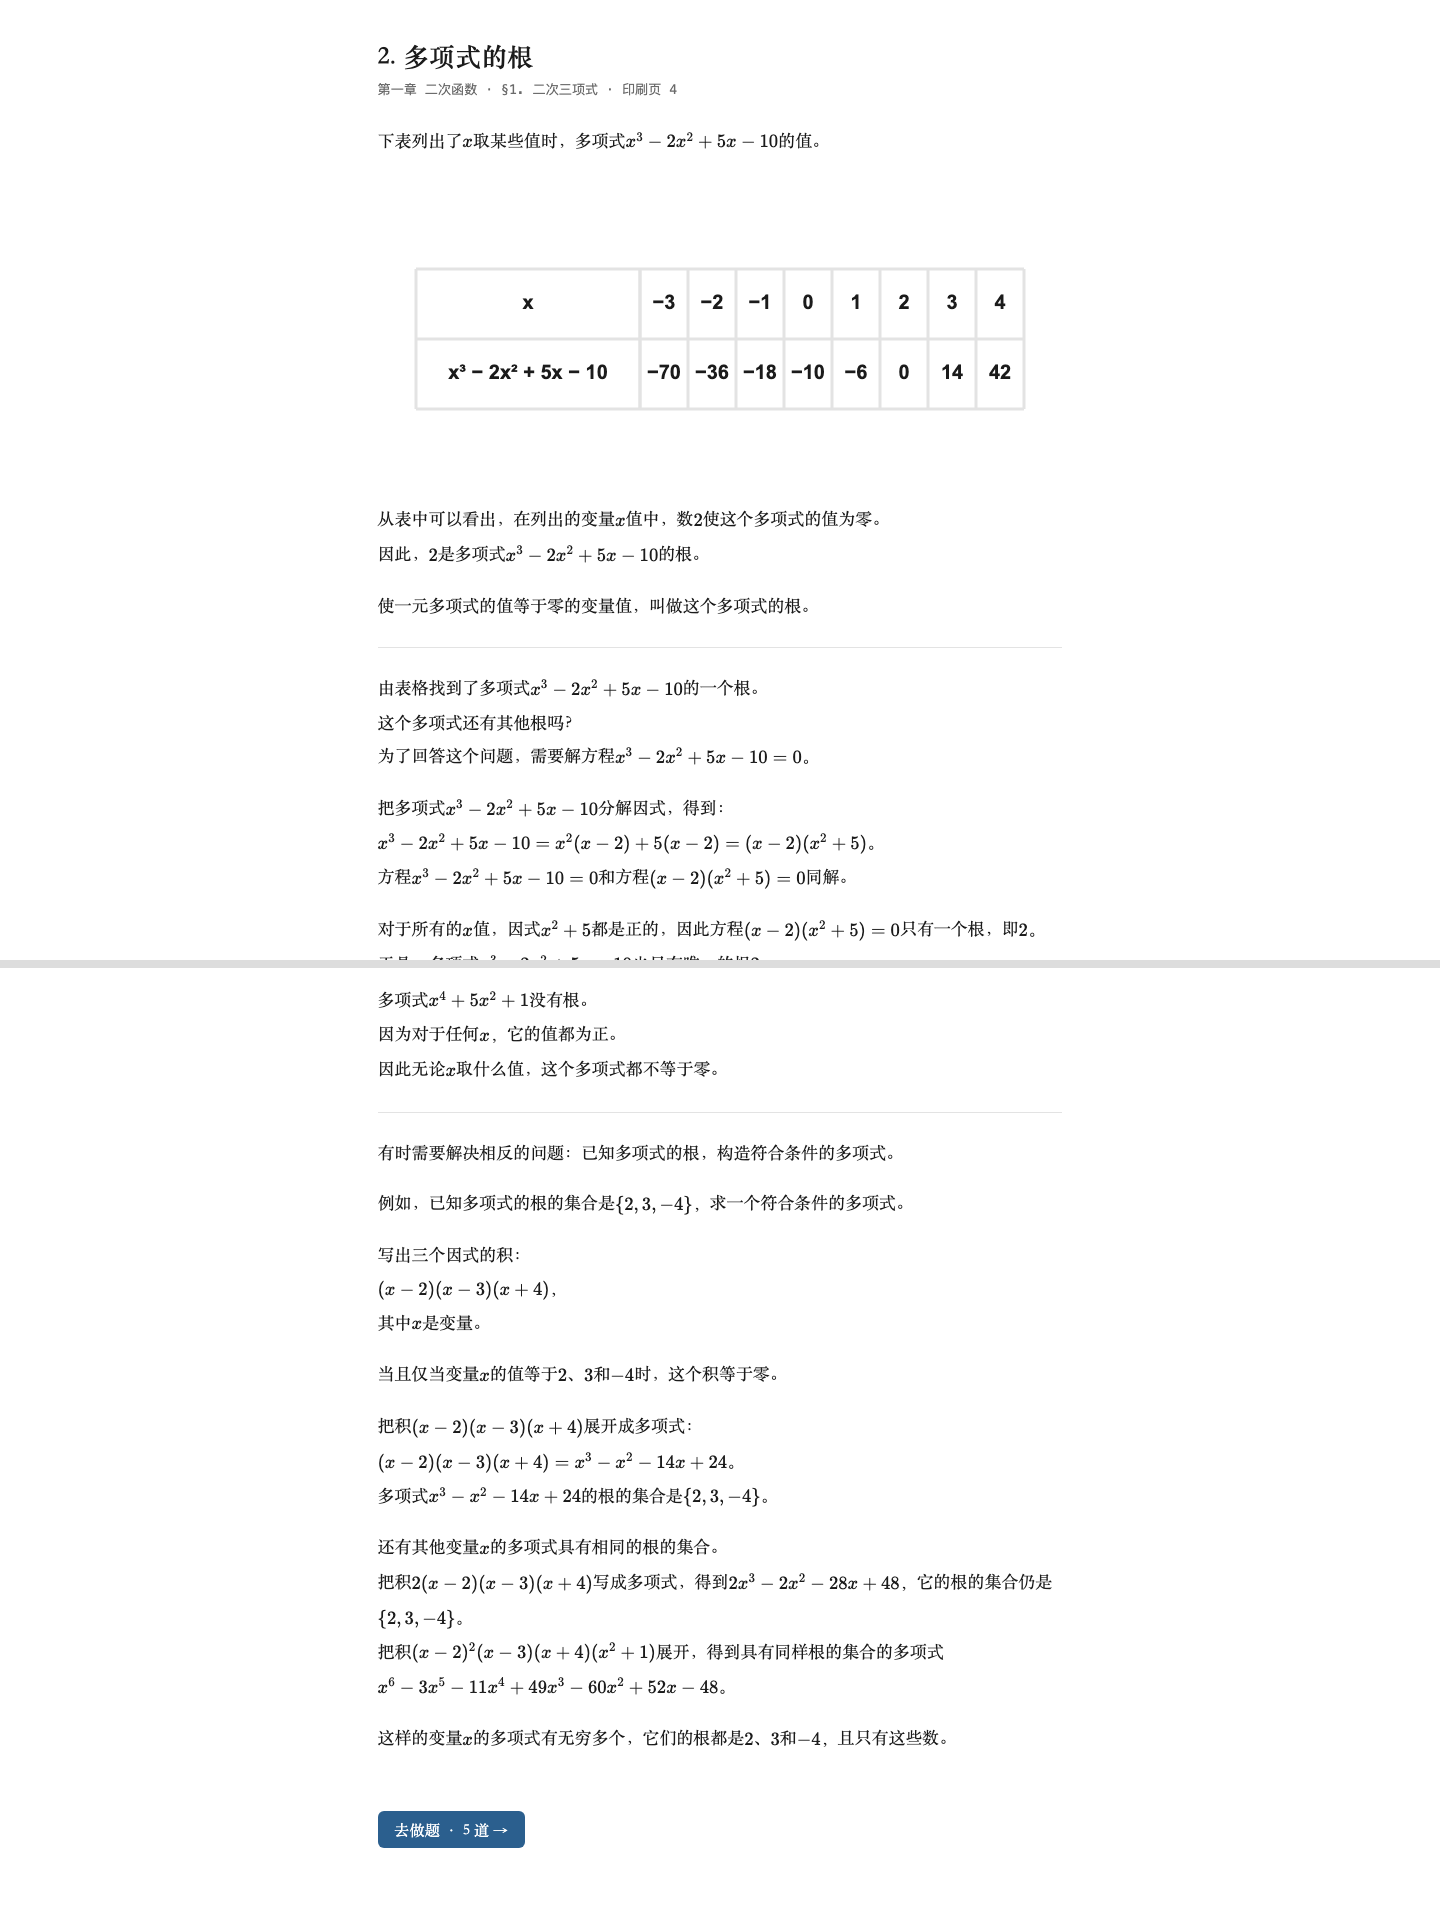 2. 多项式的根
第一章 二次函数 · §1. 二次三项式 · 印刷页 4
下表列出了x取某些值时，多项式x³ − 2x² + 5x − 10的值。
x −3 −2 −1 0 1 2 3 4
x³ − 2x² + 5x − 10 −70 −36 −18 −10 −6 0 14 42
从表中可以看出，在列出的变量x值中，数2使这个多项式的值为零。
因此，2是多项式x³ − 2x² + 5x − 10的根。
使一元多项式的值等于零的变量值，叫做这个多项式的根。
由表格找到了多项式x³ − 2x² + 5x − 10的一个根。
这个多项式还有其他根吗？
为了回答这个问题，需要解方程x³ − 2x² + 5x − 10 = 0。
把多项式x³ − 2x² + 5x − 10分解因式，得到：
x³ − 2x² + 5x − 10 = x²(x − 2) + 5(x − 2) = (x − 2)(x² + 5)。
方程x³ − 2x² + 5x − 10 = 0和方程(x − 2)(x² + 5) = 0同解。
对于所有的x值，因式x² + 5都是正的，因此方程(x − 2)(x² + 5) = 0只有一个根，即2。
多项式x⁴ + 5x² + 1没有根。
因为对于任何x，它的值都为正。
因此无论x取什么值，这个多项式都不等于零。
有时需要解决相反的问题：已知多项式的根，构造符合条件的多项式。
例如，已知多项式的根的集合是{2, 3, −4}，求一个符合条件的多项式。
写出三个因式的积：
(x − 2)(x − 3)(x + 4)，
其中x是变量。
当且仅当变量x的值等于2、3和−4时，这个积等于零。
把积(x − 2)(x − 3)(x + 4)展开成多项式：
(x − 2)(x − 3)(x + 4) = x³ − x² − 14x + 24。
多项式x³ − x² − 14x + 24的根的集合是{2, 3, −4}。
还有其他变量x的多项式具有相同的根的集合。
把积2(x − 2)(x − 3)(x + 4)写成多项式，得到2x³ − 2x² − 28x + 48，它的根的集合仍是
{2, 3, −4}。
把积(x − 2)²(x − 3)(x + 4)(x² + 1)展开，得到具有同样根的集合的多项式
x⁶ − 3x⁵ − 11x⁴ + 49x³ − 60x² + 52x − 48。
这样的变量x的多项式有无穷多个，它们的根都是2、3和−4，且只有这些数。
去做题 · 5 道 →